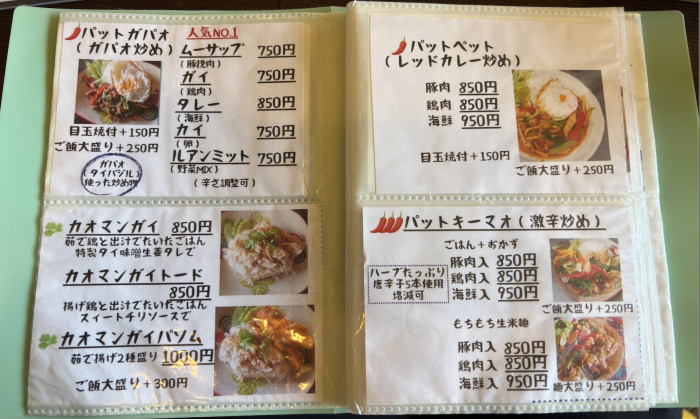 パットガパオ
(ガパオ炒め)
人気NO.1
ムーサップ 750円
(豚挽肉)
ガイ 750円
(鶏肉)
タレー 850円
(海鮮)
カイ 750円
(卵)
ルアンミット 750円
(野菜MIX)
(辛さ調整可)
目玉焼付+150円
ご飯大盛り+250円
ガパオ
(タイバジル)
使った炒め物
カオマンガイ 850円
茹で鶏と出汁でたいたごはん
特製タイ味噌生姜タレで
カオマンガイトード
850円
揚げ鶏と出汁でたいたごはん
スィートチリソースで
カオマンガイパソム
茹で揚げ2種盛り 1000円
ご飯大盛り+300円
パットペット
(レッドカレー炒め)
豚肉 850円
鶏肉 850円
海鮮 950円
目玉焼付+150円
ご飯大盛り+250円
パットキーマオ(激辛炒め)
ごはん+おかず
豚肉入 850円
鶏肉入 850円
海鮮入 950円
ハーブたっぷり
唐辛子5本使用
増減可
ご飯大盛り+250円
もちもち生米麺
豚肉入 850円
鶏肉入 850円
海鮮入 950円
麺大盛り+250円